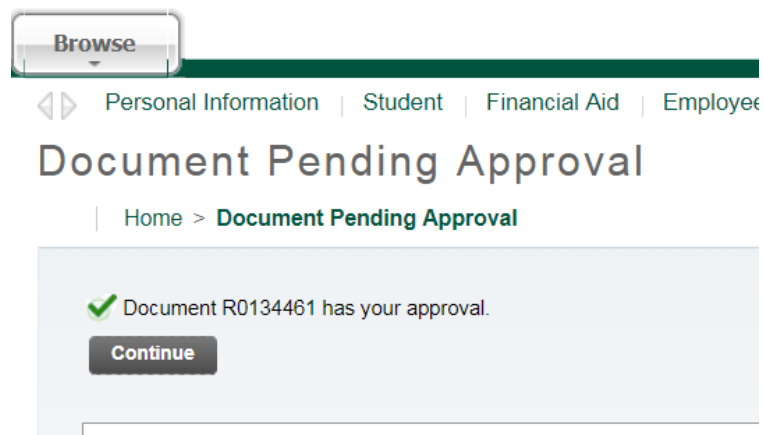 Browse
Personal Information Student Financial Aid Employee
Document Pending Approval
Home > Document Pending Approval
Document R0134461 has your approval.
Continue